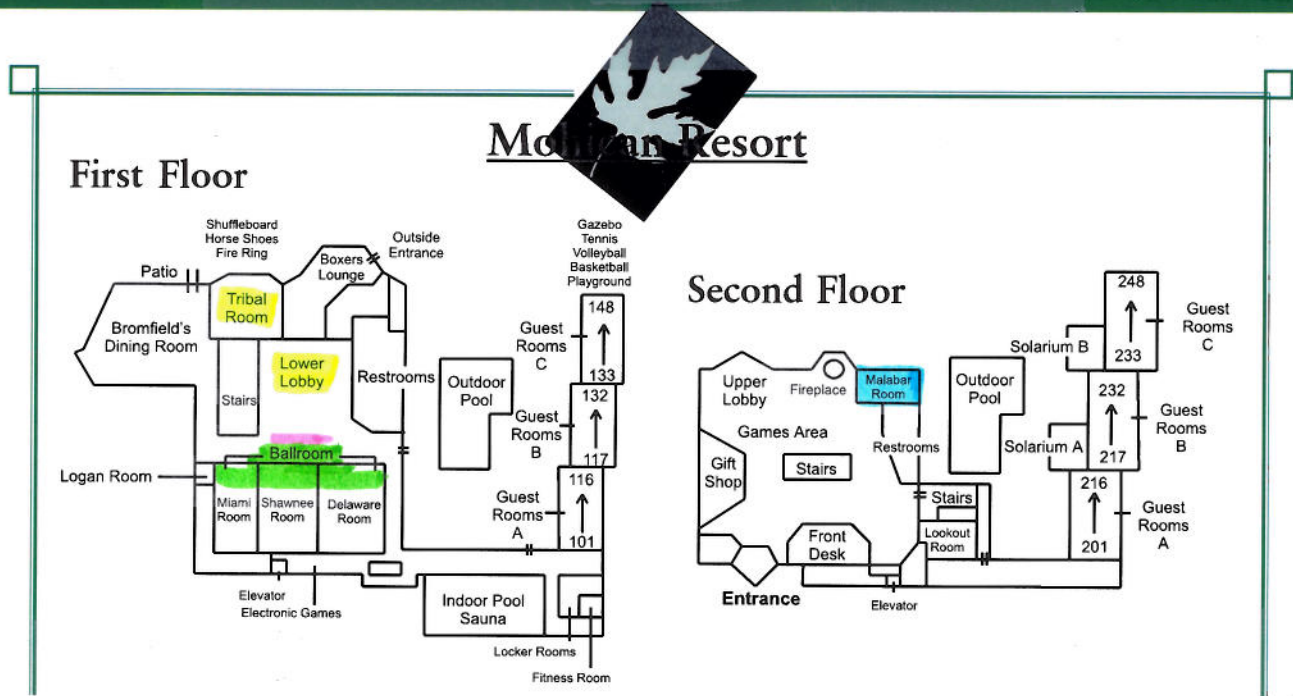 Mohican Resort
First Floor
Shuffleboard
Horse Shoes
Fire Ring
Patio
Tribal
Room
Boxers
Lounge
Outside
Entrance
Bromfield's
Dining Room
Lower
Lobby
Stairs
Restrooms
Ballroom
Logan Room
Miami
Room
Shawnee
Room
Delaware
Room
Elevator
Electronic Games
Outdoor
Pool
Gazebo
Tennis
Volleyball
Basketball
Playground
148
Guest
Rooms
C
133
132
Guest
Rooms
B
117
116
Guest
Rooms
A
101
Indoor Pool
Sauna
Locker Rooms
Fitness Room
Second Floor
Upper
Lobby
Fireplace
Malabar
Room
Games Area
Restrooms
Gift
Shop
Stairs
Stairs
Front
Desk
Lookout
Room
Entrance
Elevator
Outdoor
Pool
Solarium B
Solarium A
248
Guest
Rooms
C
233
232
Guest
Rooms
B
217
216
Guest
Rooms
A
201